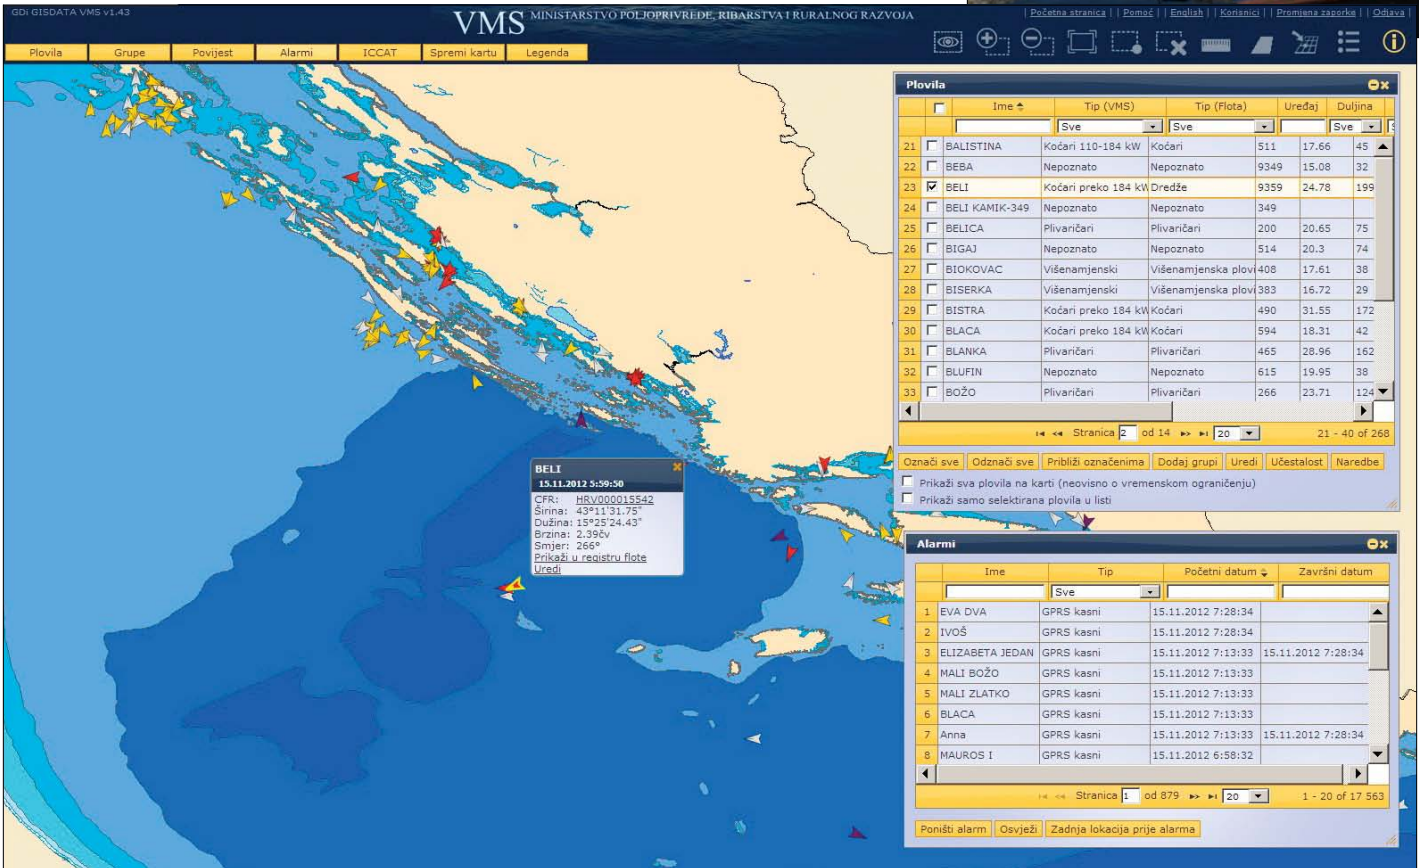 GDi GISDATA VMS v1.43
VMS MINISTARSTVO POLJOPRIVREDE, RIBARSTVA I RURALNOG RAZVOJA
| Početna stranica | | Pomoć | | English | | Korisnici | | Promjena zaporke | | Odjava |
Plovila Grupe Povijest Alarmi ICCAT Spremi kartu Legenda
Plovila
Ime Tip (VMS) Tip (Flota) Uređaj Duljina
Sve Sve Sve
21 BALISTINA Koćari 110-184 kW Koćari 511 17.66 45
22 BEBA Nepoznato Nepoznato 9349 15.08 32
23 BELI Koćari preko 184 kW Dredže 9359 24.78 199
24 BELI KAMIK-349 Nepoznato Nepoznato 349
25 BELICA Plivaričari Plivaričari 200 20.65 75
26 BIGAJ Nepoznato Nepoznato 514 20.3 74
27 BIOKOVAC Višenamjenski Višenamjenska plovi 408 17.61 38
28 BISERKA Višenamjenski Višenamjenska plovi 383 16.72 29
29 BISTRA Koćari preko 184 kW Koćari 490 31.55 172
30 BLACA Koćari preko 184 kW Koćari 594 18.31 42
31 BLANKA Plivaričari Plivaričari 465 28.96 162
32 BLUFIN Nepoznato Nepoznato 615 19.95 38
33 BOŽO Plivaričari Plivaričari 266 23.71 124
Stranica 2 od 14 20 21 - 40 of 268
Označi sve Odznači sve Približi označenima Dodaj grupi Uredi Učestalost Naredbe
Prikaži sva plovila na karti (neovisno o vremenskom ograničenju)
Prikaži samo selektirana plovila u listi
BELI
15.11.2012 5:59:50
CFR: HRV000015542
Širina: 43°11'31.75"
Dužina: 15°25'24.43"
Brzina: 2.39čv
Smjer: 266°
Prikaži u registru flote
Uredi
Alarmi
Ime Tip Početni datum Završni datum
Sve
1 EVA DVA GPRS kasni 15.11.2012 7:28:34
2 IVOŠ GPRS kasni 15.11.2012 7:28:34
3 ELIZABETA JEDAN GPRS kasni 15.11.2012 7:13:33 15.11.2012 7:28:34
4 MALI BOŽO GPRS kasni 15.11.2012 7:13:33
5 MALI ZLATKO GPRS kasni 15.11.2012 7:13:33
6 BLACA GPRS kasni 15.11.2012 7:13:33
7 Anna GPRS kasni 15.11.2012 7:13:33 15.11.2012 7:28:34
8 MAUROS I GPRS kasni 15.11.2012 6:58:32
Stranica 1 od 879 20 1 - 20 of 17 563
Poništi alarm Osvježi Zadnja lokacija prije alarma